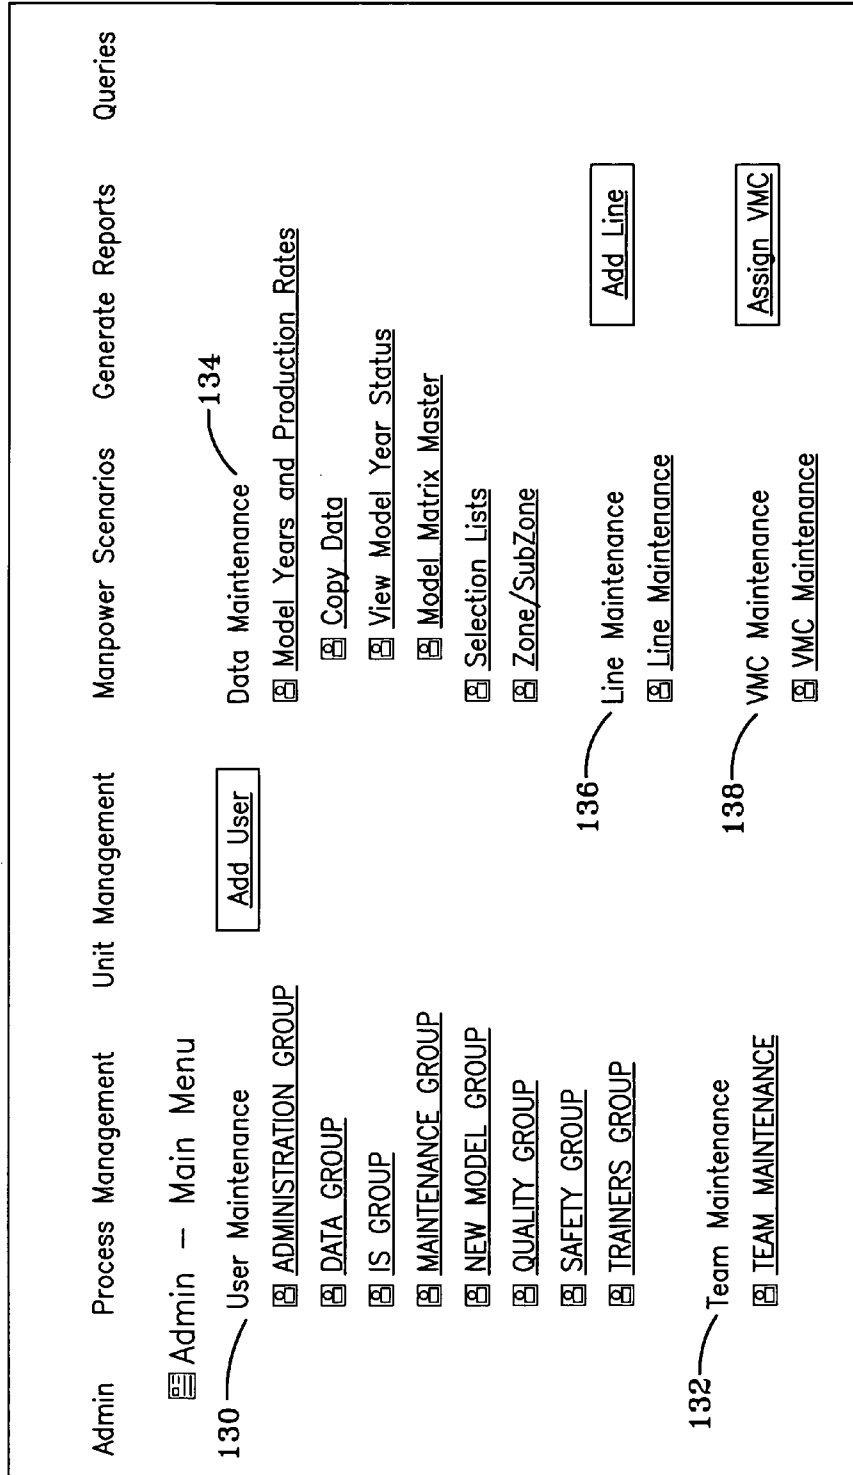 Admin Process Management Unit Management Manpower Scenarios Generate Reports Queries
Admin – Main Menu
130
User Maintenance
Add User
ADMINISTRATION GROUP
DATA GROUP
IS GROUP
MAINTENANCE GROUP
NEW MODEL GROUP
QUALITY GROUP
SAFETY GROUP
TRAINERS GROUP
132
Team Maintenance
TEAM MAINTENANCE
134
Data Maintenance
Model Years and Production Rates
Copy Data
View Model Year Status
Model Matrix Master
Selection Lists
Zone/SubZone
136
Line Maintenance
Add Line
Line Maintenance
138
VMC Maintenance
Assign VMC
VMC Maintenance